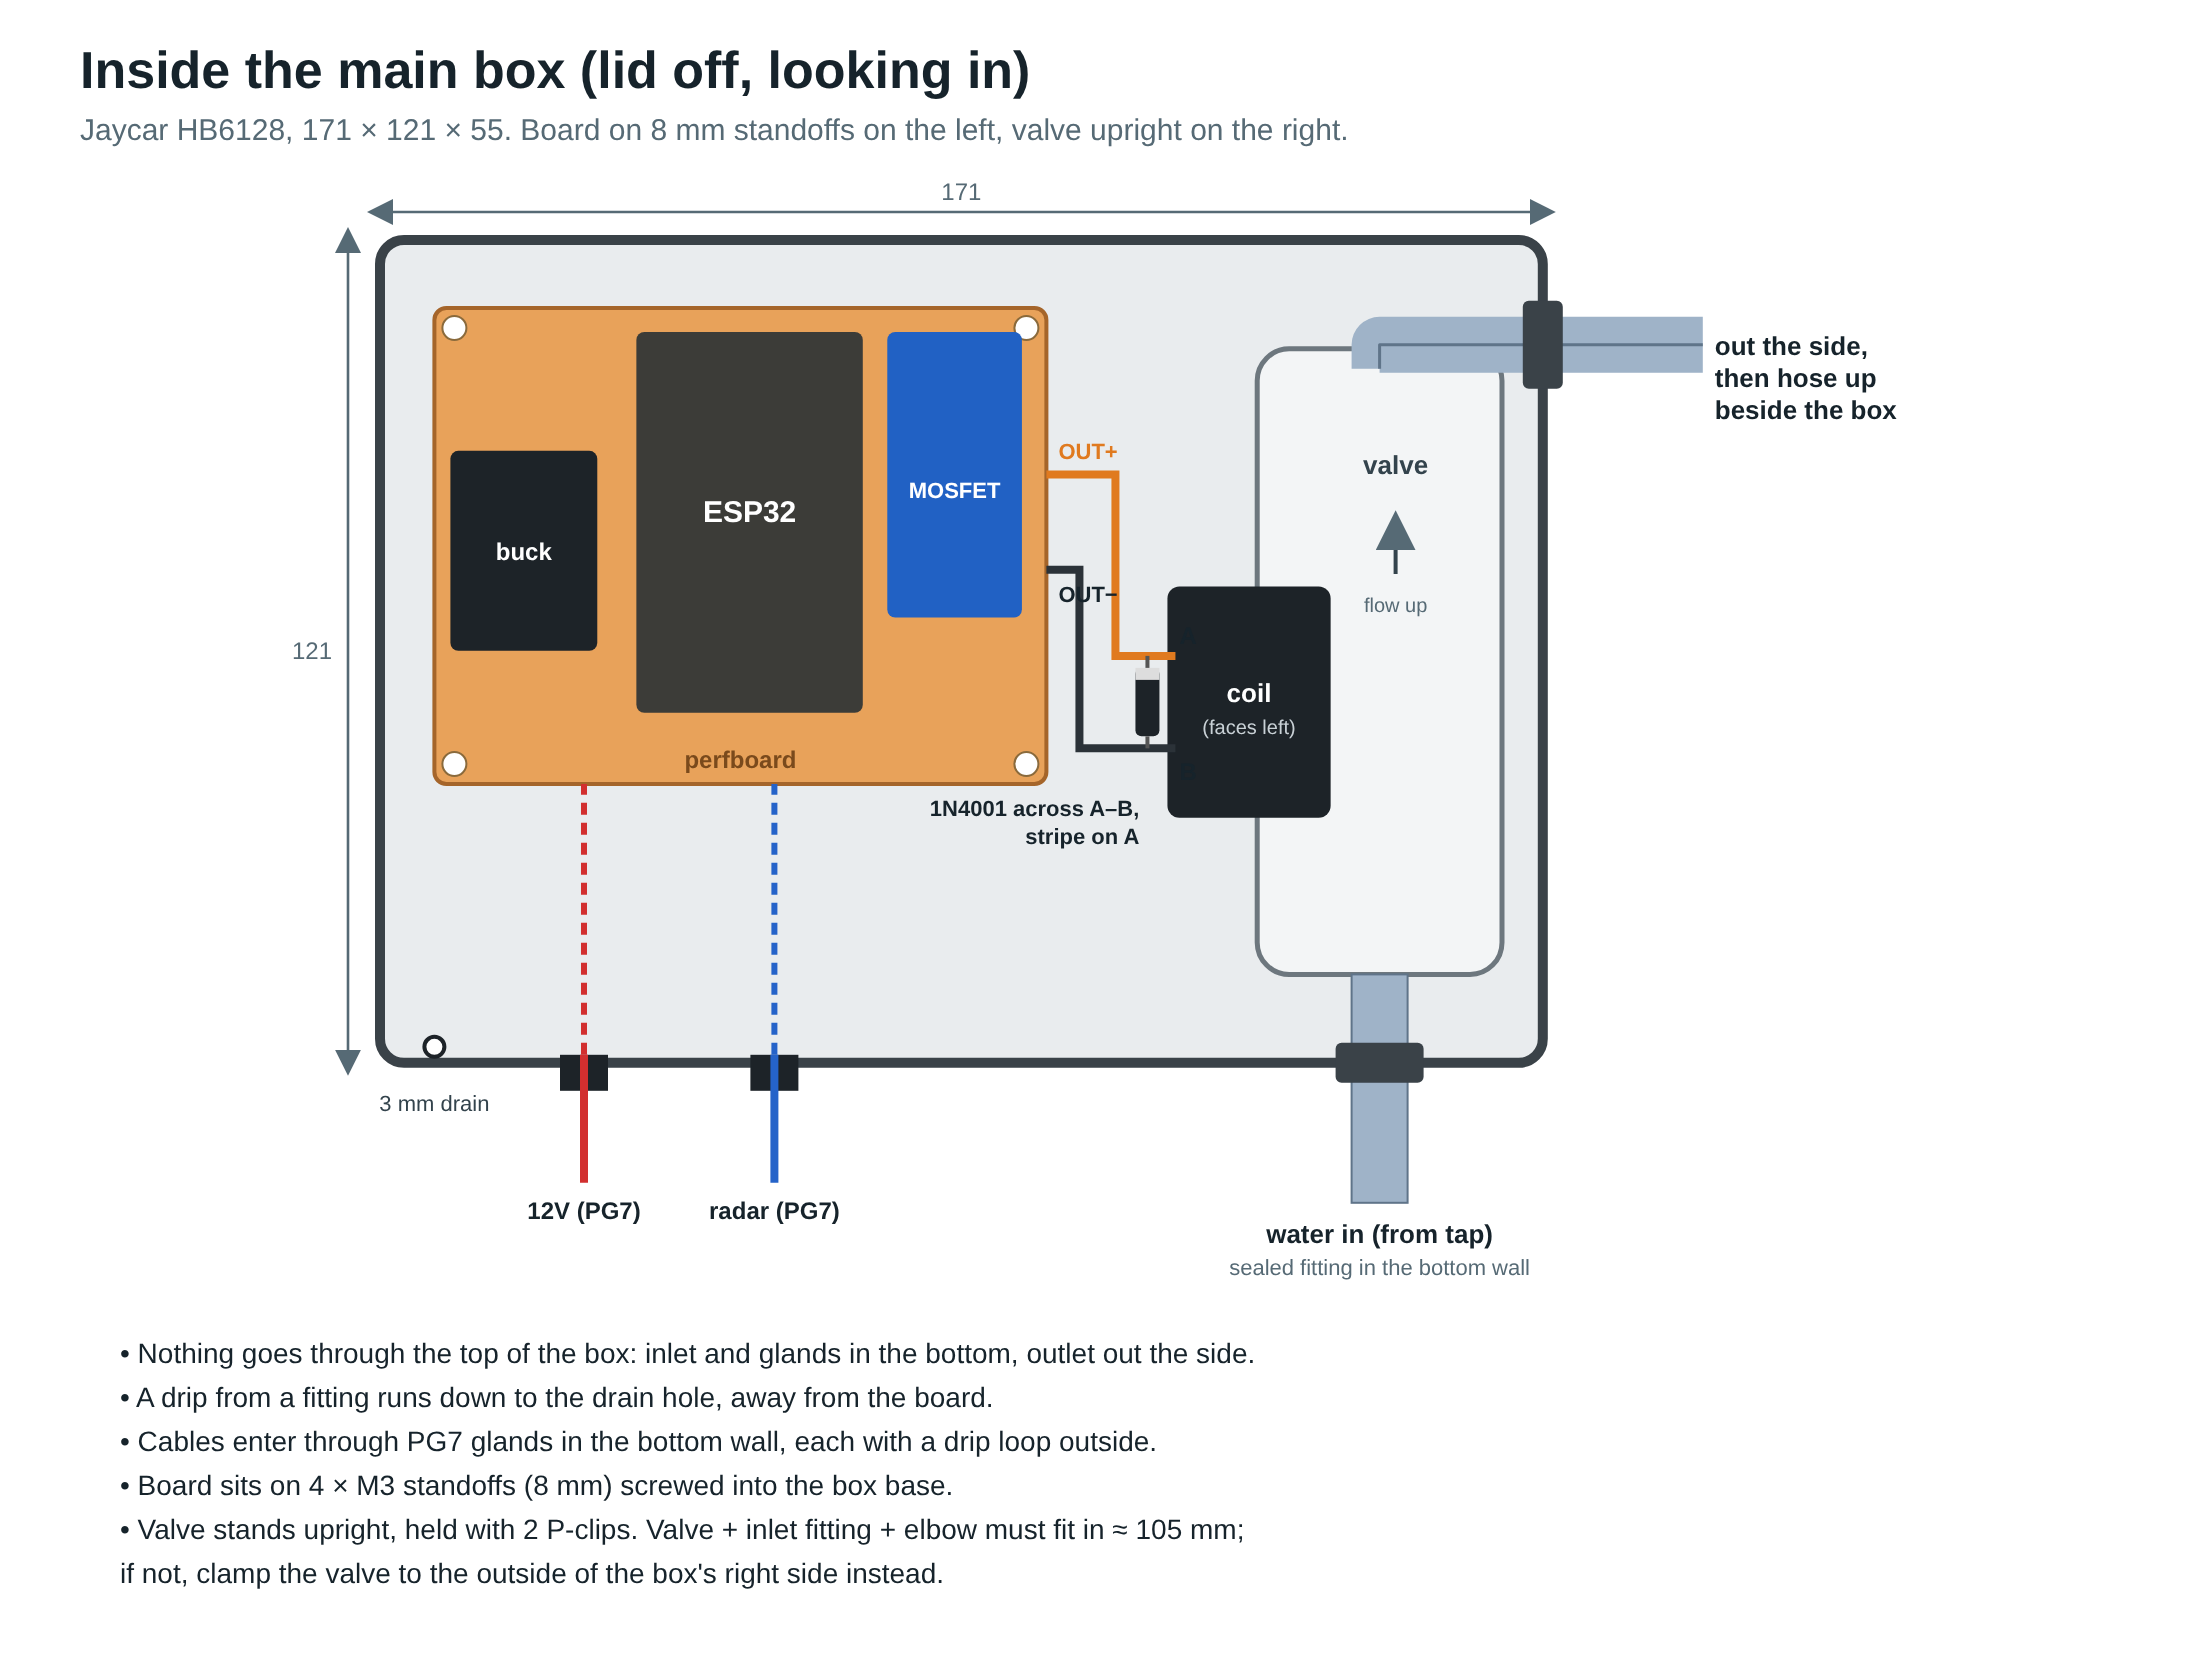 Inside the main box (lid off, looking in)
Jaycar HB6128, 171 × 121 × 55. Board on 8 mm standoffs on the left, valve upright on the right.
171
121
out the side,
then hose up
beside the box
OUT+
valve
MOSFET
ESP32
buck
OUT−
flow up
A
coil
(faces left)
perfboard
B
1N4001 across A–B,
stripe on A
3 mm drain
12V (PG7)
radar (PG7)
water in (from tap)
sealed fitting in the bottom wall
• Nothing goes through the top of the box: inlet and glands in the bottom, outlet out the side.
• A drip from a fitting runs down to the drain hole, away from the board.
• Cables enter through PG7 glands in the bottom wall, each with a drip loop outside.
• Board sits on 4 × M3 standoffs (8 mm) screwed into the box base.
• Valve stands upright, held with 2 P-clips. Valve + inlet fitting + elbow must fit in ≈ 105 mm;
if not, clamp the valve to the outside of the box's right side instead.